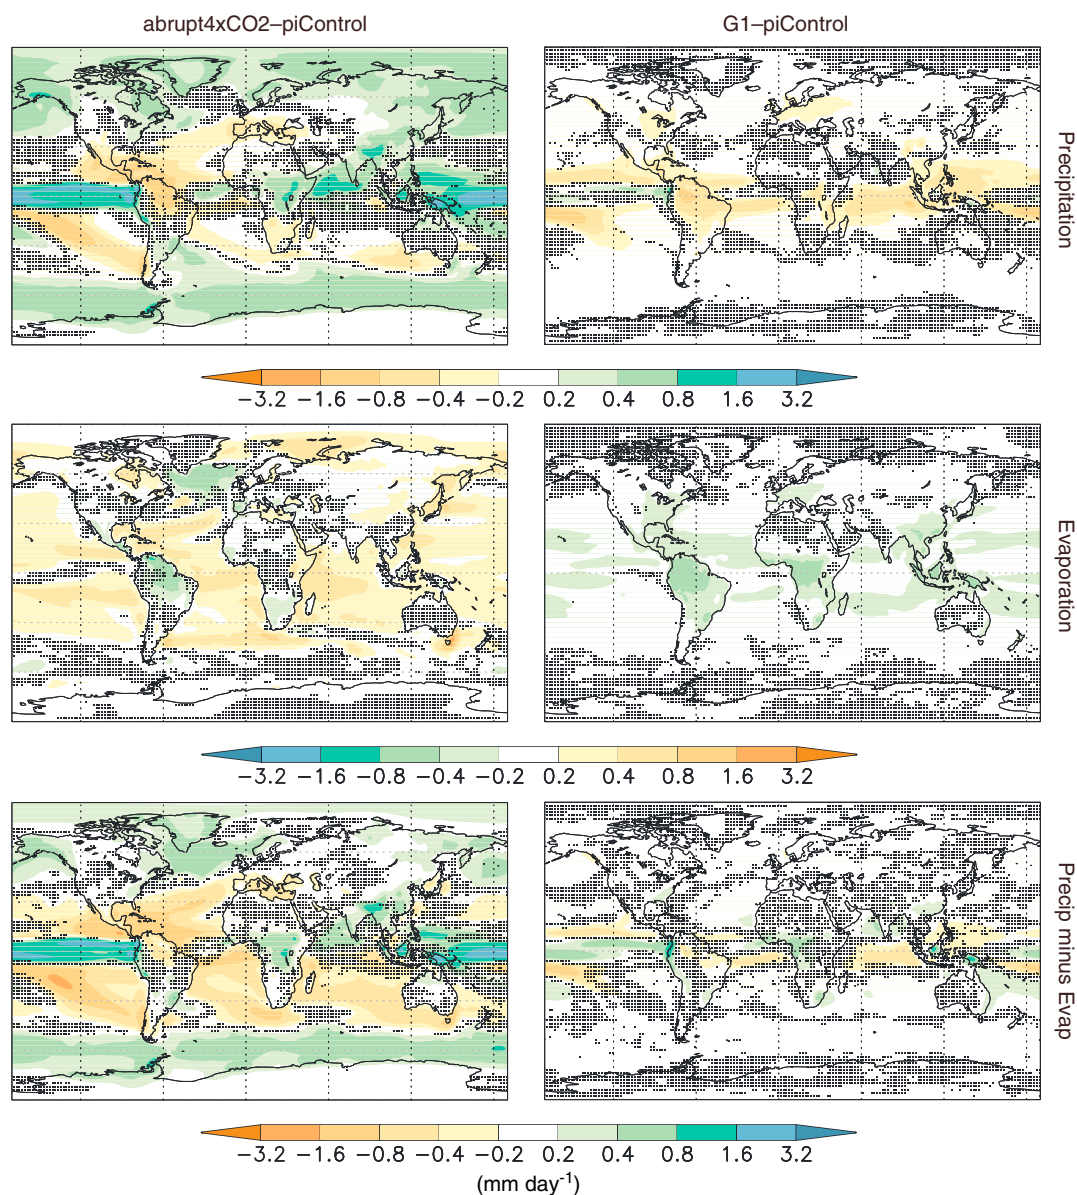 abrupt4xCO2–piControl
G1–piControl
Precipitation
−3.2 −1.6 −0.8 −0.4 −0.2 0.2 0.4 0.8 1.6 3.2
Evaporation
−3.2 −1.6 −0.8 −0.4 −0.2 0.2 0.4 0.8 1.6 3.2
Precip minus Evap
−3.2 −1.6 −0.8 −0.4 −0.2 0.2 0.4 0.8 1.6 3.2
(mm day-1)